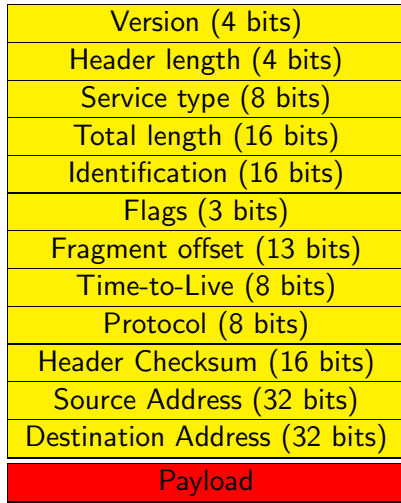 Version (4 bits)
Header length (4 bits)
Service type (8 bits)
Total length (16 bits)
Identification (16 bits)
Flags (3 bits)
Fragment offset (13 bits)
Time-to-Live (8 bits)
Protocol (8 bits)
Header Checksum (16 bits)
Source Address (32 bits)
Destination Address (32 bits)
Payload